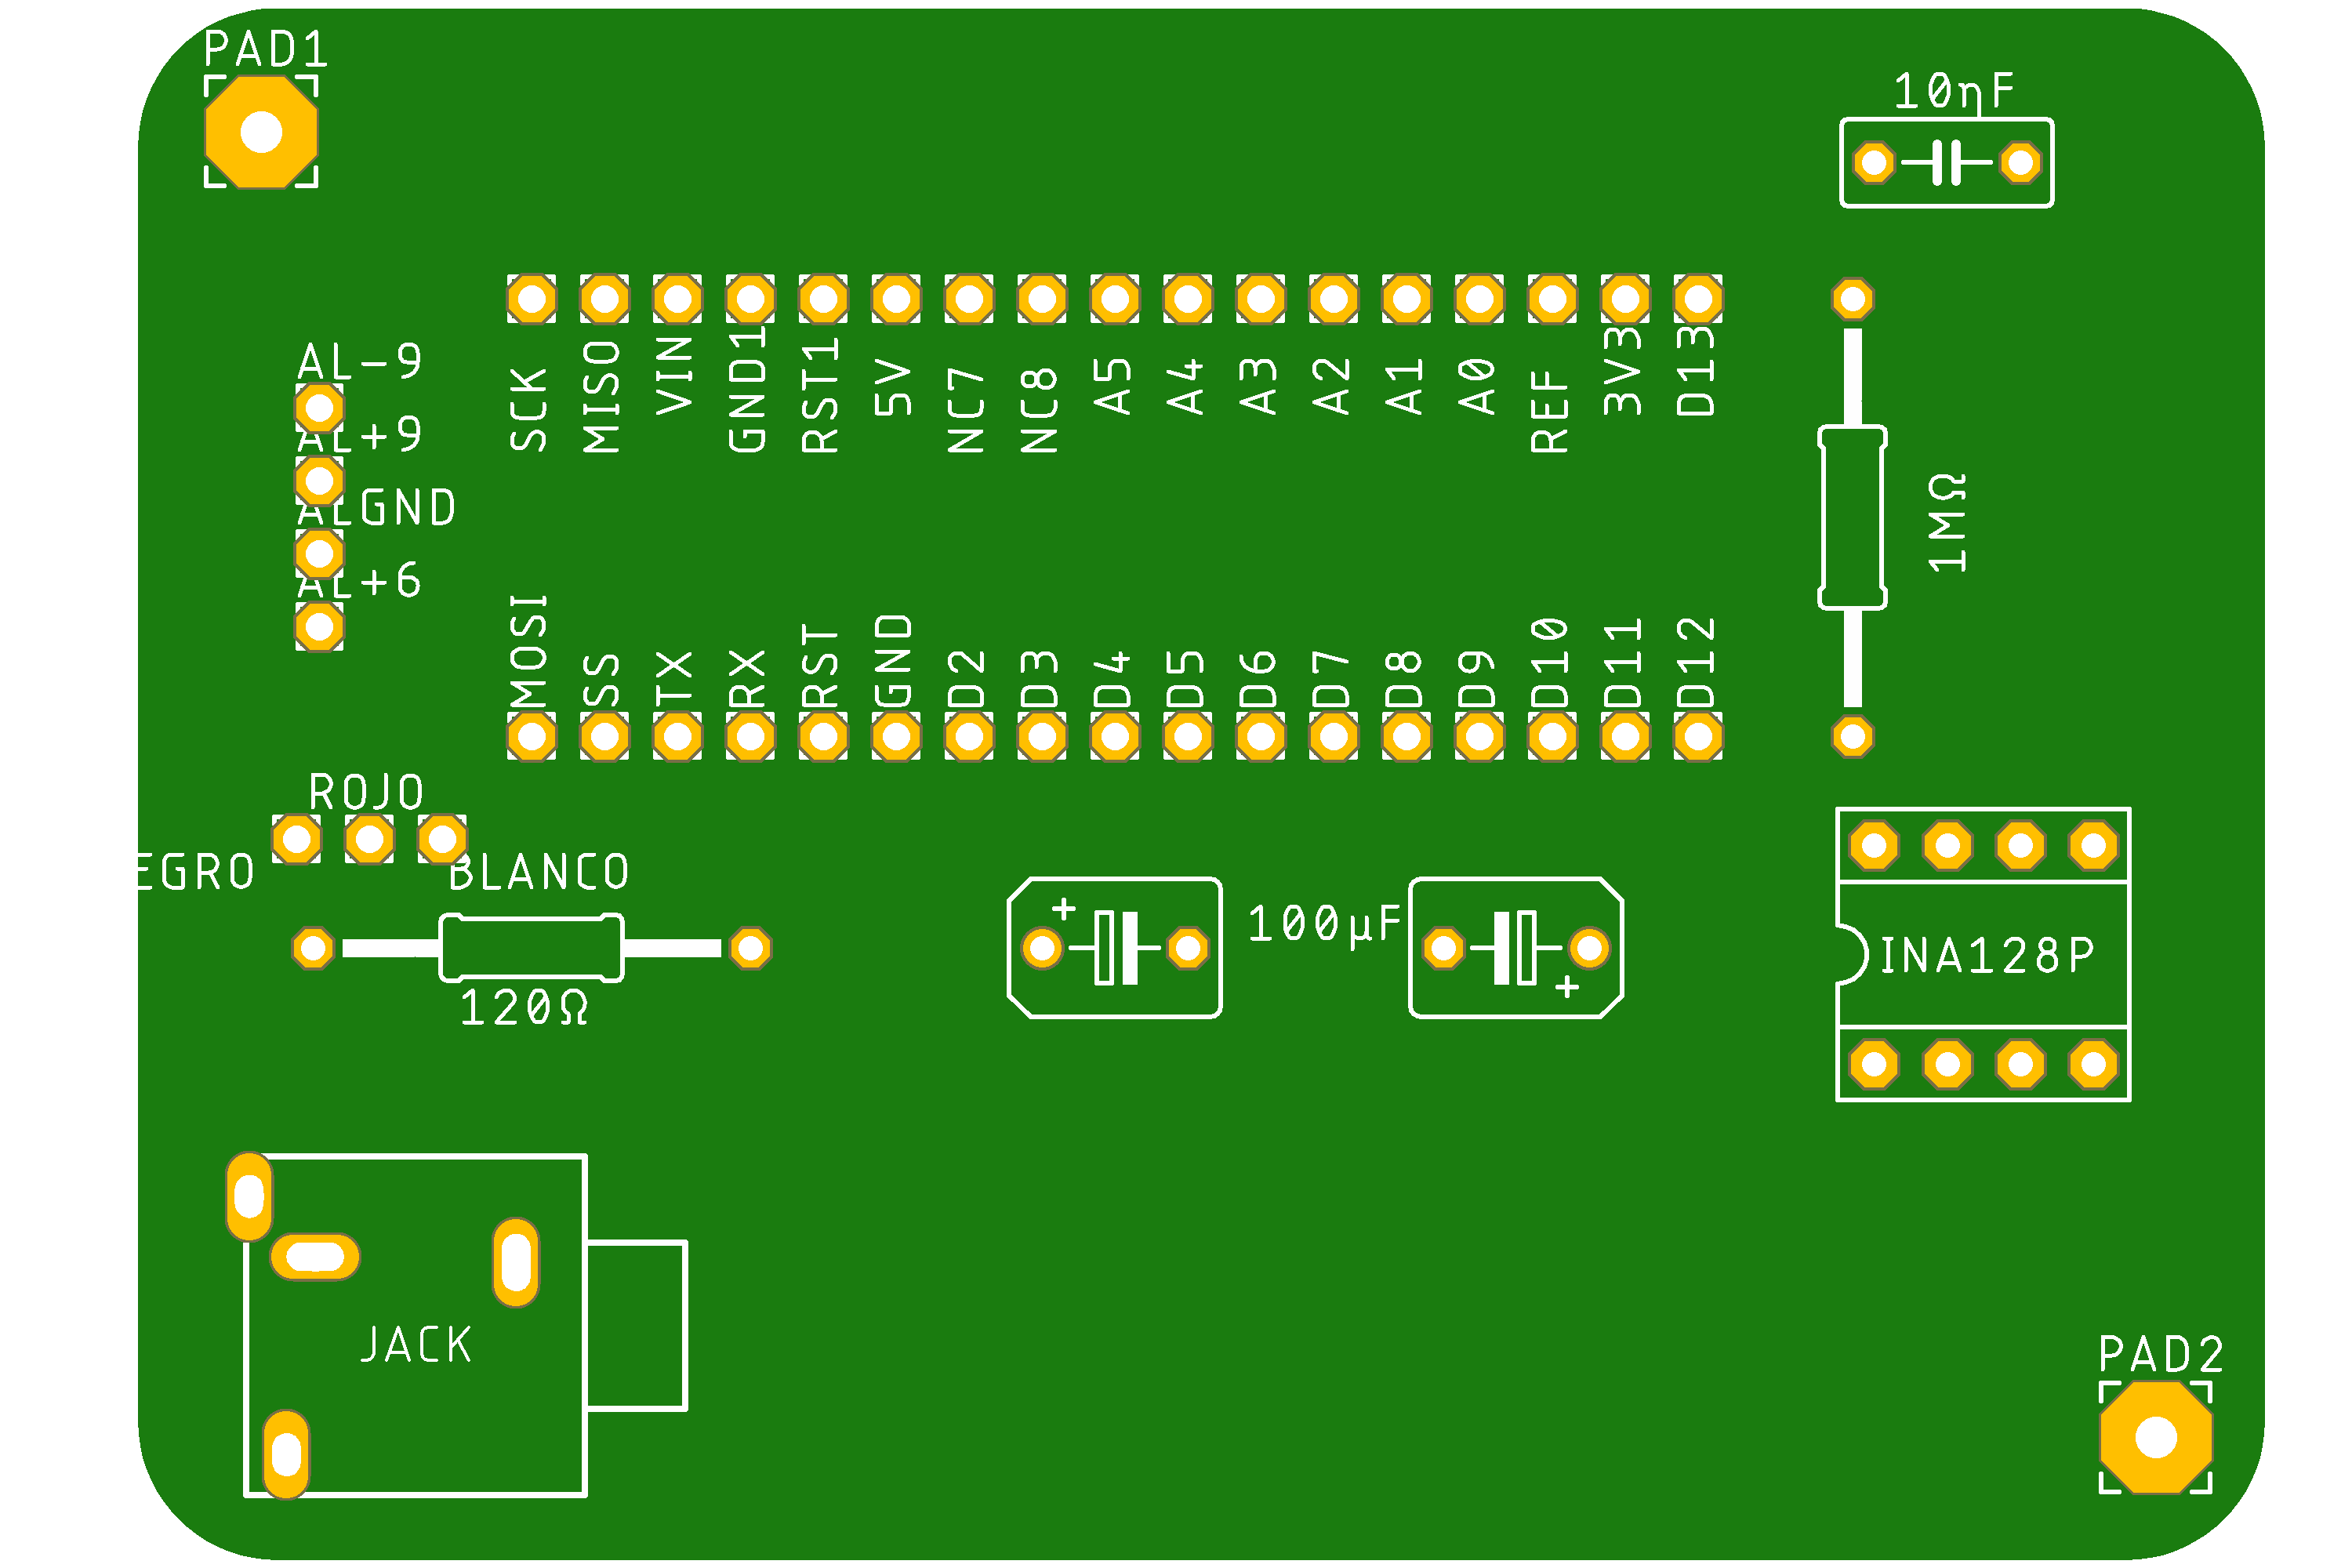 PAD1
10nF
SCK
MISO
VIN
GND1
RST1
5V
NC7
NC8
A5
A4
A3
A2
A1
A0
REF
3V3
D13
AL-9
AL+9
ALGND
AL+6
1MΩ
MOSI
SS
TX
RX
RST
GND
D2
D3
D4
D5
D6
D7
D8
D9
D10
D11
D12
ROJO
EGRO
BLANCO
120Ω
+
100µF
+
INA128P
JACK
PAD2